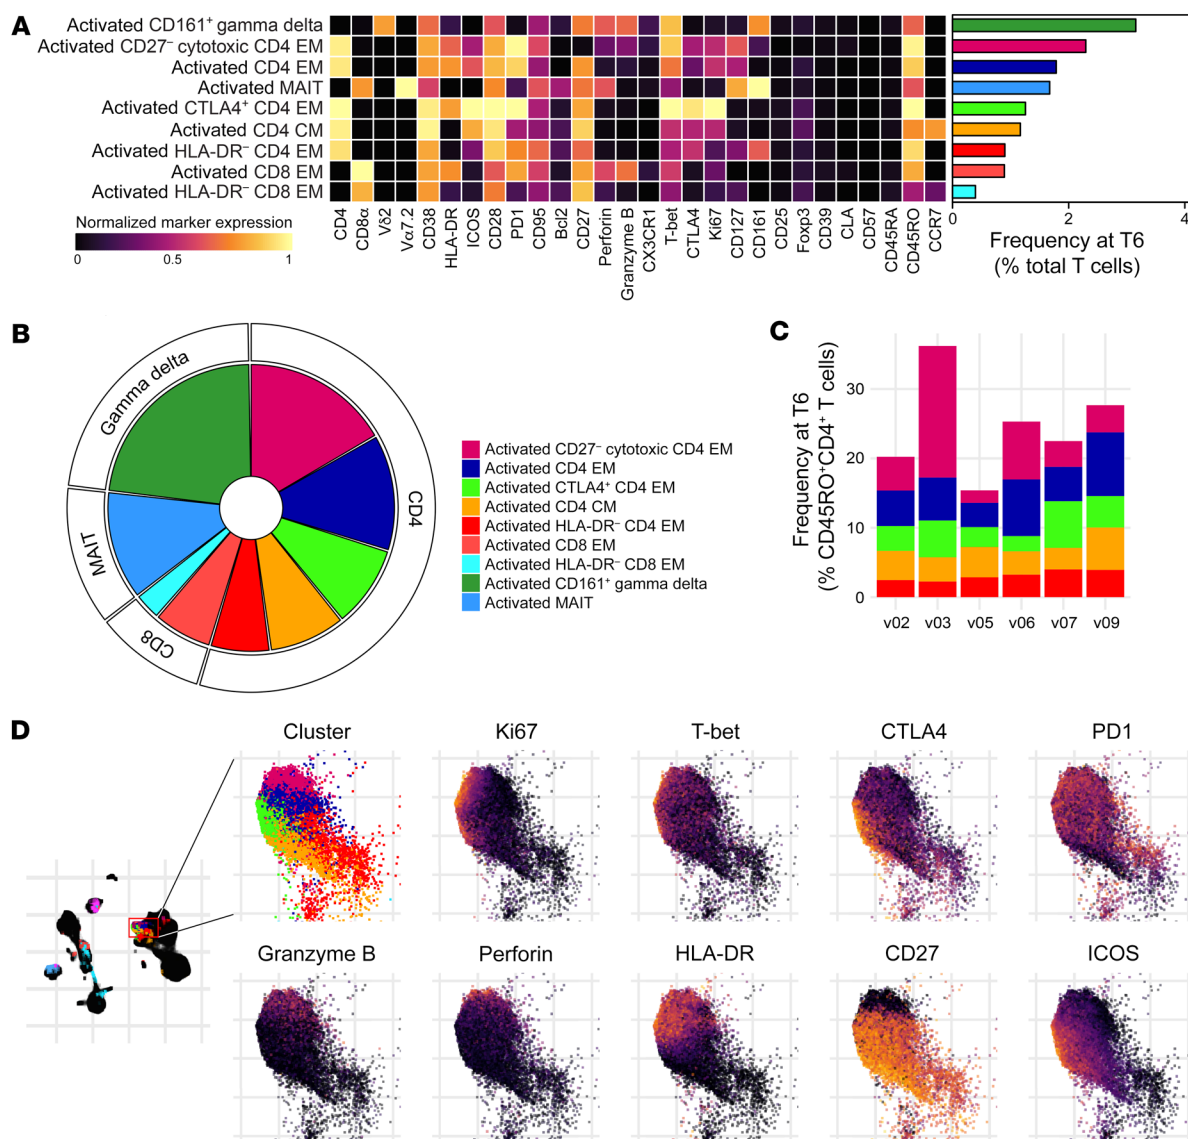 A
Activated CD161⁺ gamma delta
Activated CD27⁻ cytotoxic CD4 EM
Activated CD4 EM
Activated MAIT
Activated CTLA4⁺ CD4 EM
Activated CD4 CM
Activated HLA-DR⁻ CD4 EM
Activated CD8 EM
Activated HLA-DR⁻ CD8 EM
CD4
CD8α
Vδ2
Vα7.2
CD38
HLA-DR
ICOS
CD28
PD1
CD95
Bcl2
CD27
Perforin
Granzyme B
CX3CR1
T-bet
CTLA4
Ki67
CD127
CD161
CD25
Foxp3
CD39
CLA
CD57
CD45RA
CD45RO
CCR7
Normalized marker expression
0 0.5 1
0 2 4
Frequency at T6
(% total T cells)
B
Gamma delta
CD4
MAIT
CD8
Activated CD27⁻ cytotoxic CD4 EM
Activated CD4 EM
Activated CTLA4⁺ CD4 EM
Activated CD4 CM
Activated HLA-DR⁻ CD4 EM
Activated CD8 EM
Activated HLA-DR⁻ CD8 EM
Activated CD161⁺ gamma delta
Activated MAIT
C
Frequency at T6
(% CD45RO⁺CD4⁺ T cells)
30
20
10
0
v02 v03 v05 v06 v07 v09
D
Cluster Ki67 T-bet CTLA4 PD1
Granzyme B Perforin HLA-DR CD27 ICOS